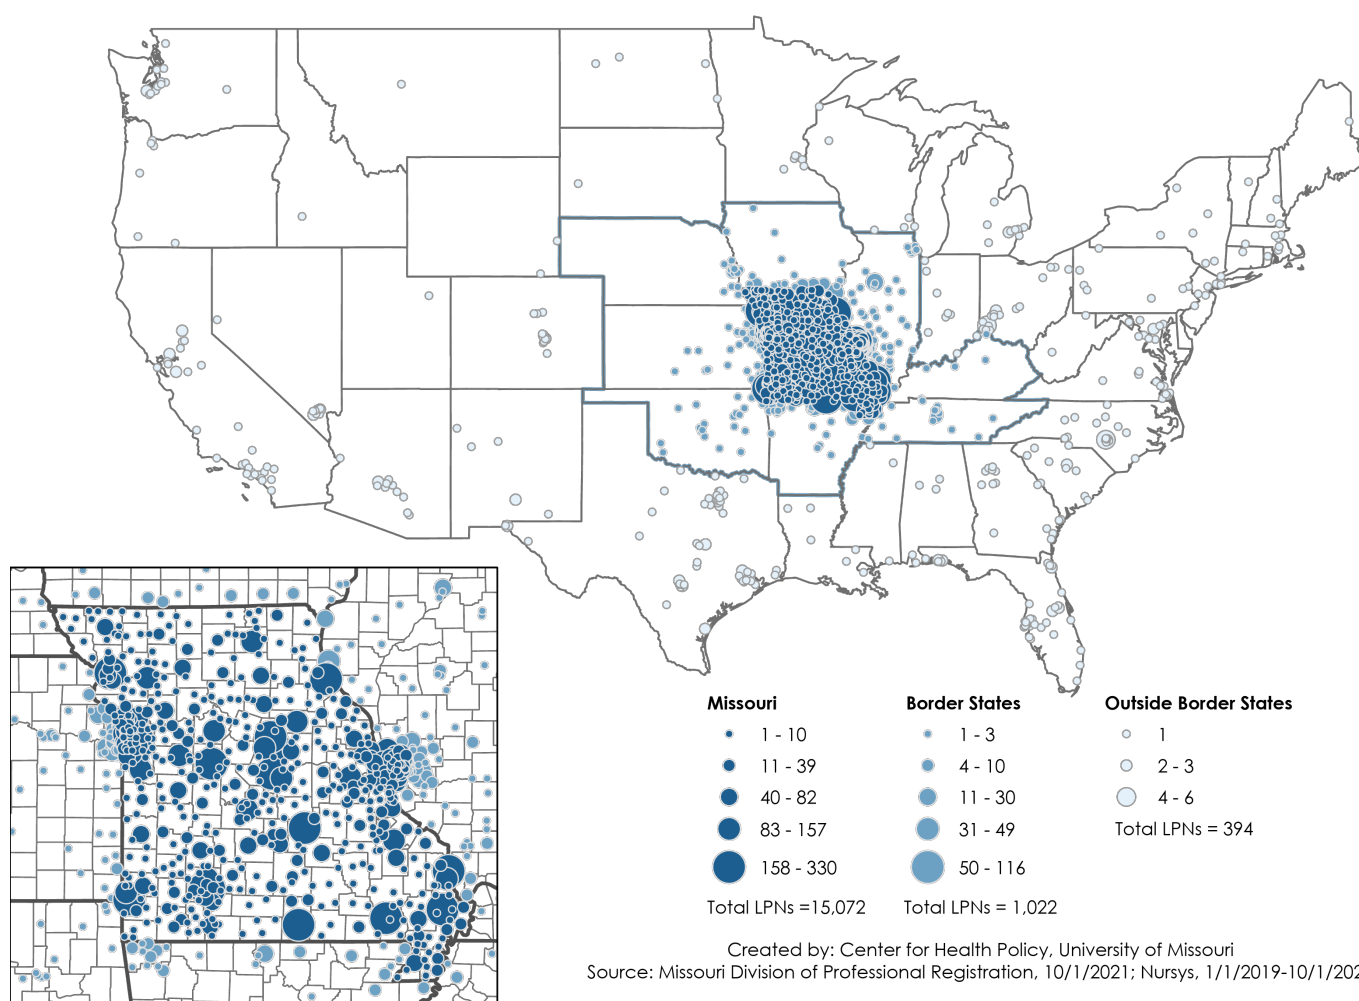 Missouri
1 - 10
11 - 39
40 - 82
83 - 157
158 - 330
Total LPNs =15,072
Border States
1 - 3
4 - 10
11 - 30
31 - 49
50 - 116
Total LPNs = 1,022
Outside Border States
1
2 - 3
4 - 6
Total LPNs = 394
Created by: Center for Health Policy, University of Missouri
Source: Missouri Division of Professional Registration, 10/1/2021; Nursys, 1/1/2019-10/1/202